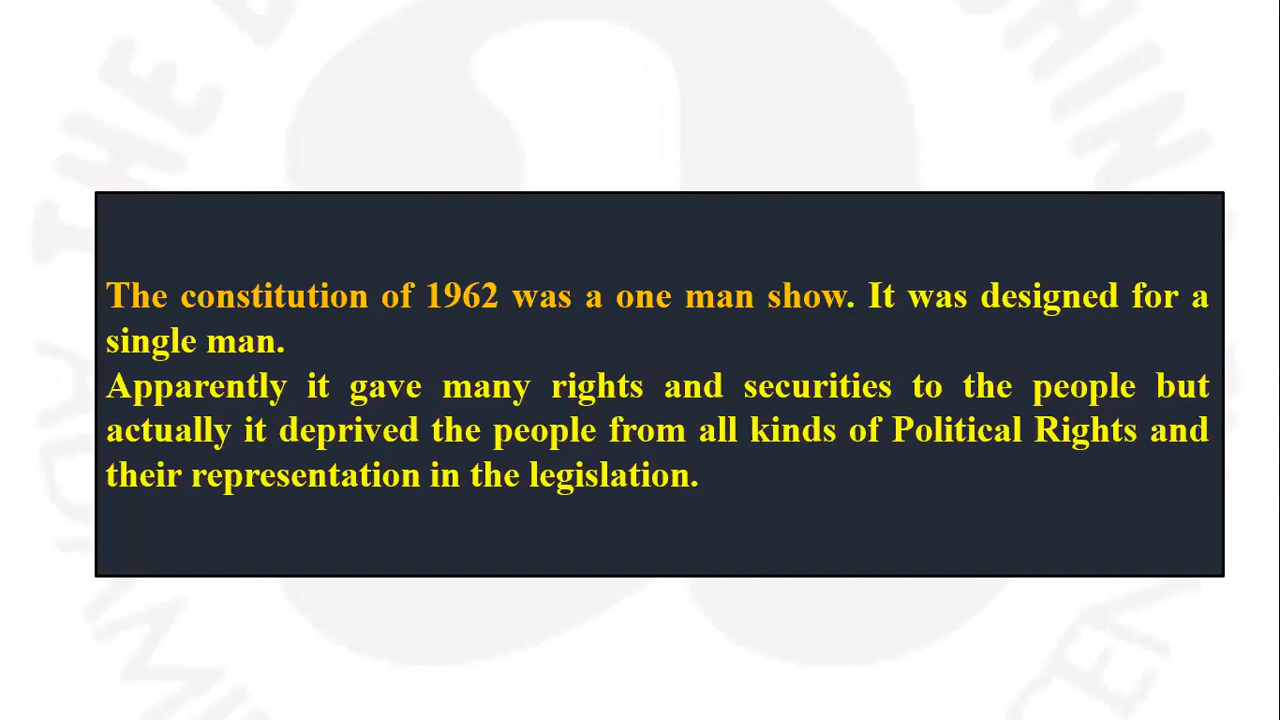 The constitution of 1962 was a one man show. It was designed for a
single man.
Apparently it gave many rights and securities to the people but
actually it deprived the people from all kinds of Political Rights and
their representation in the legislation.